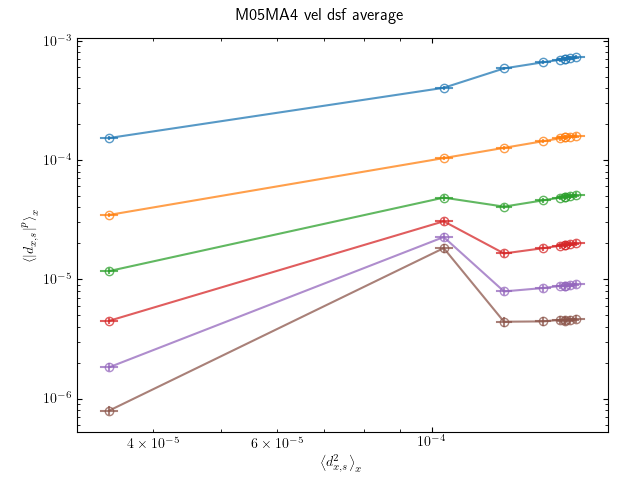 M05MA4 vel dsf average
10⁻³
10⁻⁴
10⁻⁵
10⁻⁶
⟨|d_{x,s}|^p⟩_x
4 × 10⁻⁵
6 × 10⁻⁵
10⁻⁴
⟨d²_{x,s}⟩_x